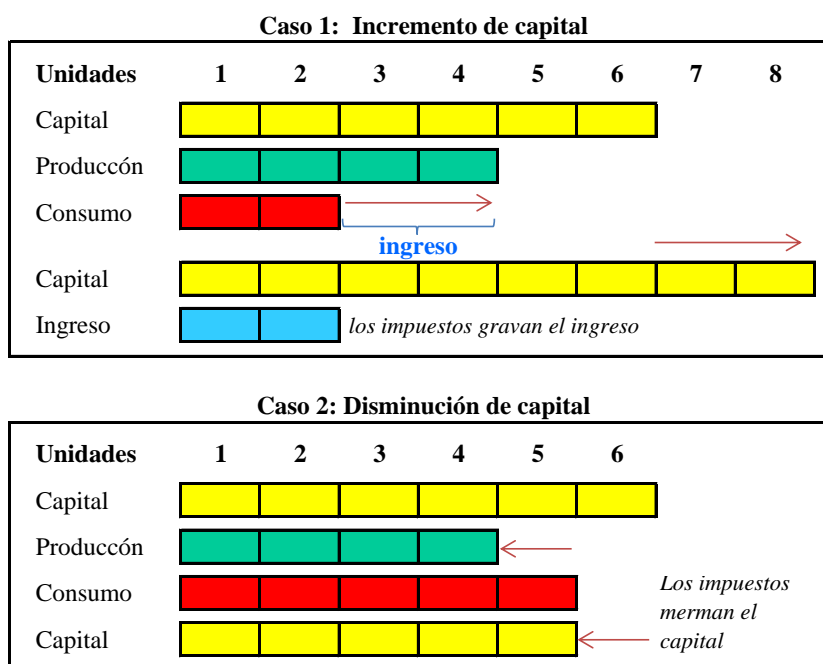 Caso 1: Incremento de capital
Unidades 1 2 3 4 5 6 7 8
Capital
Produccón
Consumo
ingreso
Capital
Ingreso los impuestos gravan el ingreso
Caso 2: Disminución de capital
Unidades 1 2 3 4 5 6
Capital
Produccón
Consumo
Capital
Los impuestos
merman el
capital